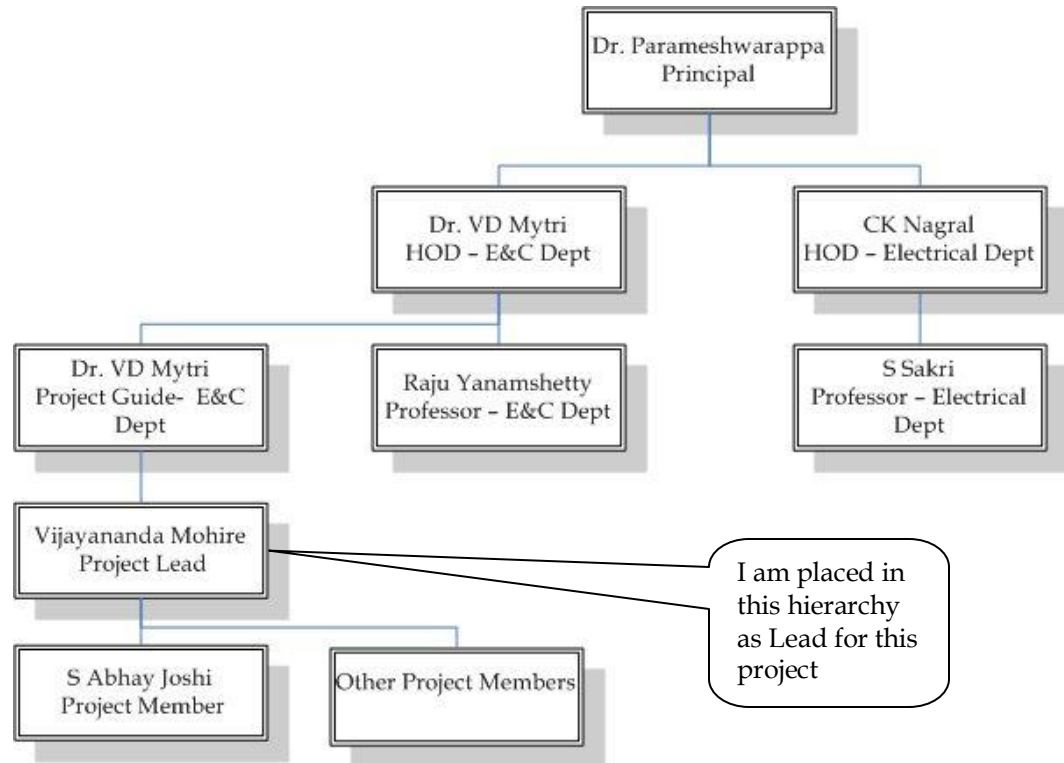 Dr. Parameshwarappa
Principal
Dr. VD Mytri
HOD – E&C Dept
CK Nagral
HOD – Electrical Dept
Dr. VD Mytri
Project Guide- E&C
Dept
Raju Yanamshetty
Professor – E&C Dept
S Sakri
Professor – Electrical
Dept
Vijayananda Mohire
Project Lead
I am placed in
this hierarchy
as Lead for this
project
S Abhay Joshi
Project Member
Other Project Members